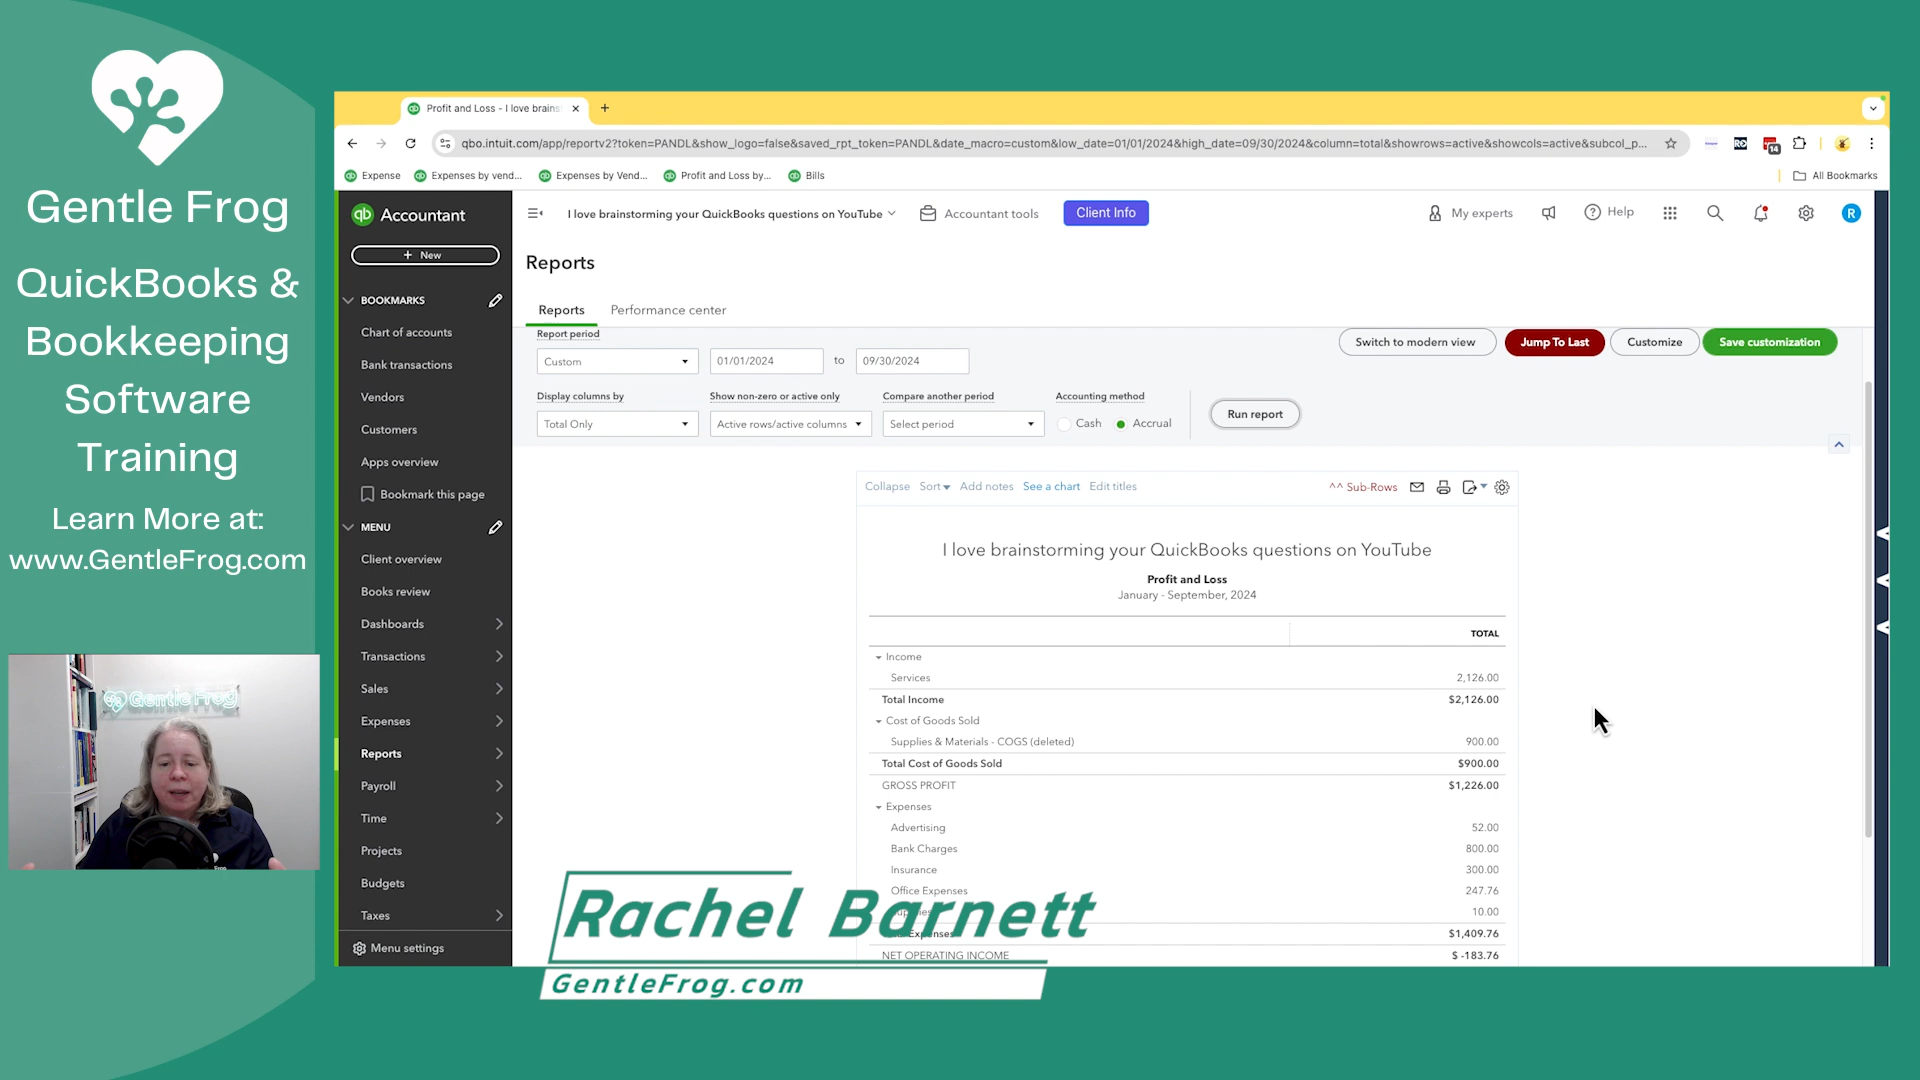 Gentle Frog
QuickBooks &
Bookkeeping
Software
Training
Learn More at:
www.GentleFrog.com
Gentle Frog
Profit and Loss - I love brains
qbo.intuit.com/app/reportv2?token=PANDL&show_logo=false&saved_rpt_token=PANDL&date_macro=custom&low_date=01/01/2024&high_date=09/30/2024&column=total&showrows=active&showcols=active&subcol_p...
14
Expense
Expenses by vend...
Expenses by Vend...
Profit and Loss by...
Bills
All Bookmarks
qb Accountant
+ New
BOOKMARKS
Chart of accounts
Bank transactions
Vendors
Customers
Apps overview
Bookmark this page
MENU
Client overview
Books review
Dashboards
Transactions
Sales
Expenses
Reports
Payroll
Time
Projects
Budgets
Taxes
Menu settings
I love brainstorming your QuickBooks questions on YouTube
Accountant tools
Client Info
My experts
Help
R
Reports
Reports
Performance center
Report period
Custom
01/01/2024
to
09/30/2024
Switch to modern view
Jump To Last
Customize
Save customization
Display columns by
Show non-zero or active only
Compare another period
Accounting method
Total Only
Active rows/active columns
Select period
Cash
Accrual
Run report
Collapse
Sort
Add notes
See a chart
Edit titles
^^ Sub-Rows
I love brainstorming your QuickBooks questions on YouTube
Profit and Loss
January - September, 2024
TOTAL
Income
Services 2,126.00
Total Income $2,126.00
Cost of Goods Sold
Supplies & Materials - COGS (deleted) 900.00
Total Cost of Goods Sold $900.00
GROSS PROFIT $1,226.00
Expenses
Advertising 52.00
Bank Charges 800.00
Insurance 300.00
Office Expenses 247.76
10.00
Expenses $1,409.76
NET OPERATING INCOME $ -183.76
Rachel Barnett
GentleFrog.com